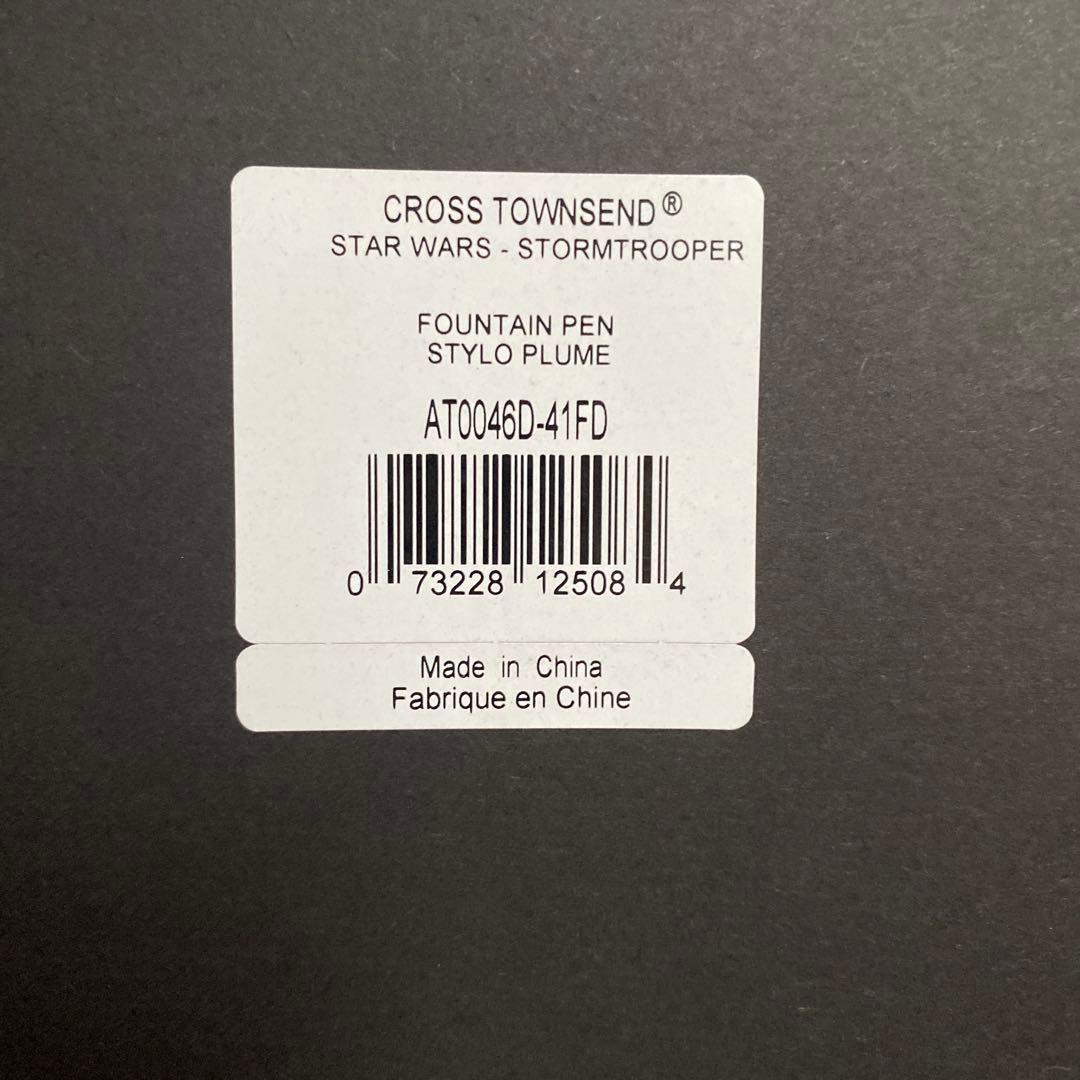 CROSS TOWNSEND®
STAR WARS - STORMTROOPER
FOUNTAIN PEN
STYLO PLUME
AT0046D-41FD
0 73228 12508 4
Made in China
Fabrique en Chine